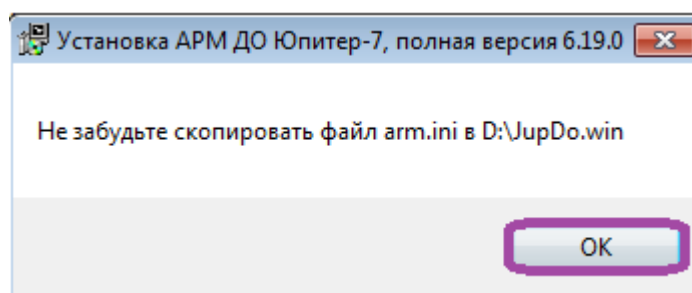 Установка АРМ ДО Юпитер-7, полная версия 6.19.0
Не забудьте скопировать файл arm.ini в D:\JupDo.win
OK